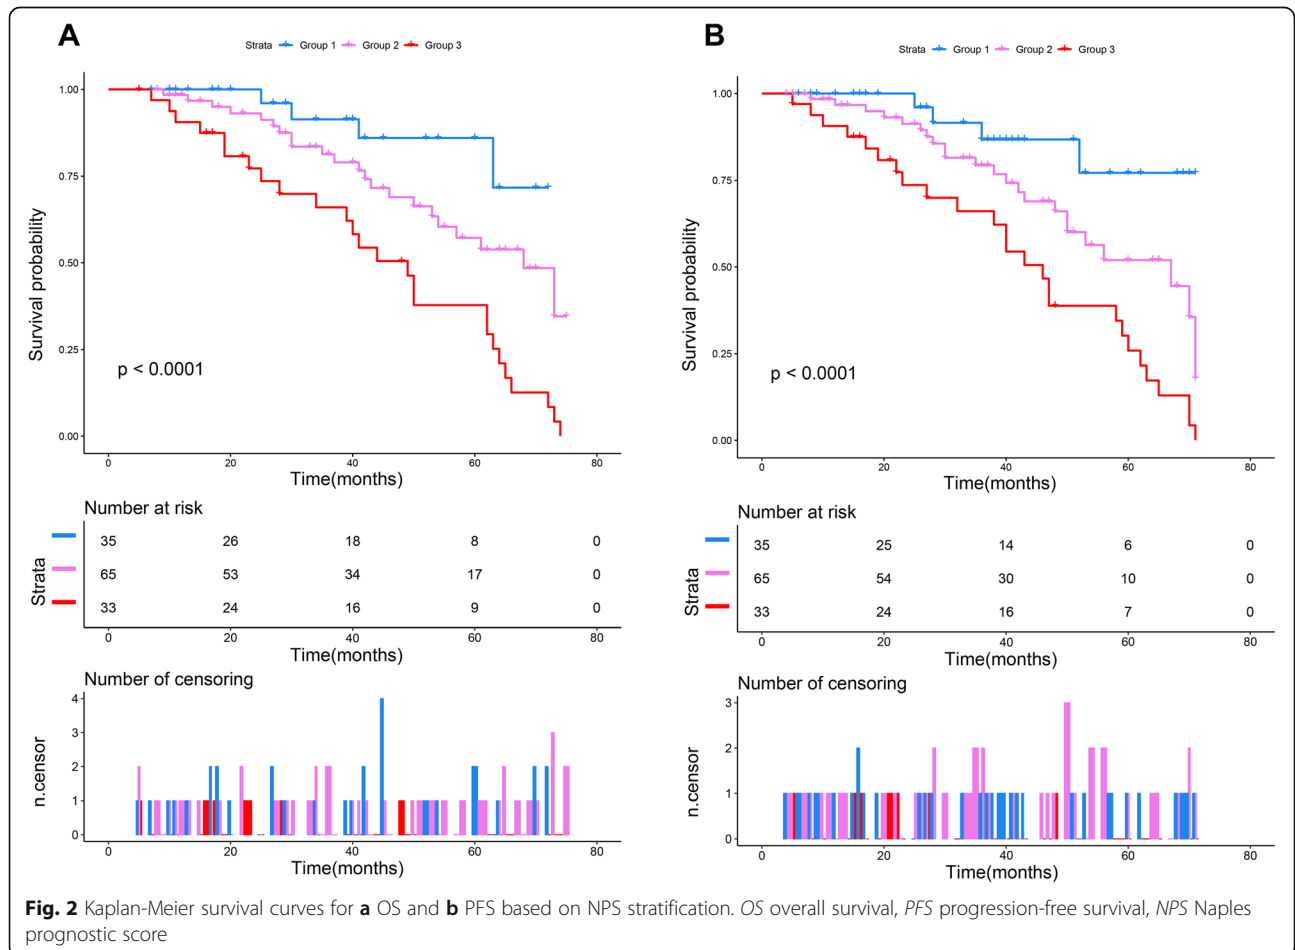 A
Strata Group 1 Group 2 Group 3
1.00
0.75
0.50
0.25
0.00
Survival probability
p < 0.0001
0 20 40 60 80
Time(months)
Number at risk
Strata
35 26 18 8 0
65 53 34 17 0
33 24 16 9 0
0 20 40 60 80
Time(months)
Number of censoring
n.censor
4
3
2
1
0
0 20 40 60 80
Time(months)
B
Strata Group 1 Group 2 Group 3
1.00
0.75
0.50
0.25
0.00
Survival probability
p < 0.0001
0 20 40 60 80
Time(months)
Number at risk
Strata
35 25 14 6 0
65 54 30 10 0
33 24 16 7 0
0 20 40 60 80
Time(months)
Number of censoring
n.censor
3
2
1
0
0 20 40 60 80
Time(months)
Fig. 2 Kaplan-Meier survival curves for a OS and b PFS based on NPS stratification. OS overall survival, PFS progression-free survival, NPS Naples
prognostic score